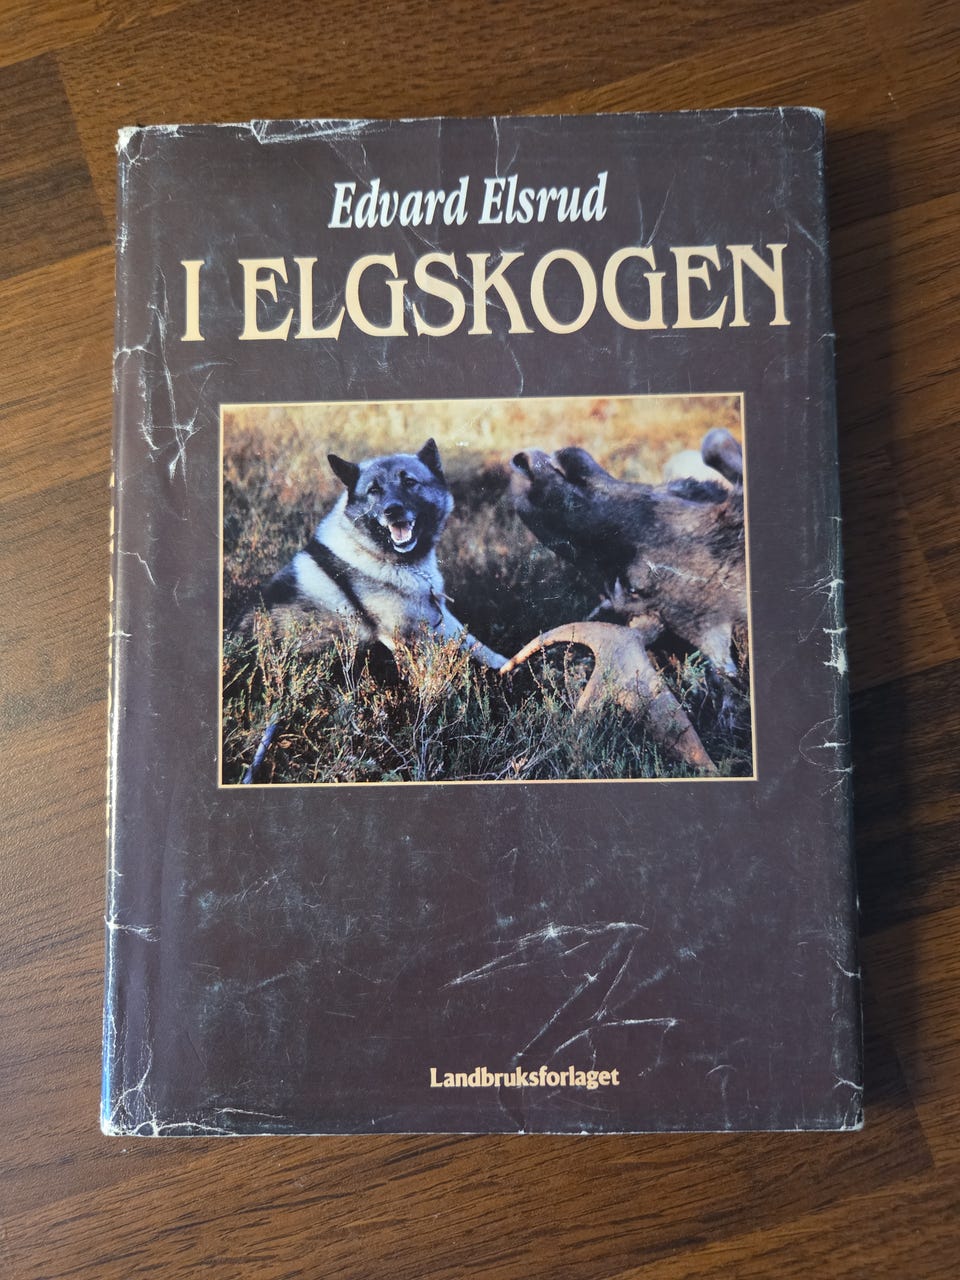 Edvard Elsrud
I ELGSKOGEN
Landbruksforlaget